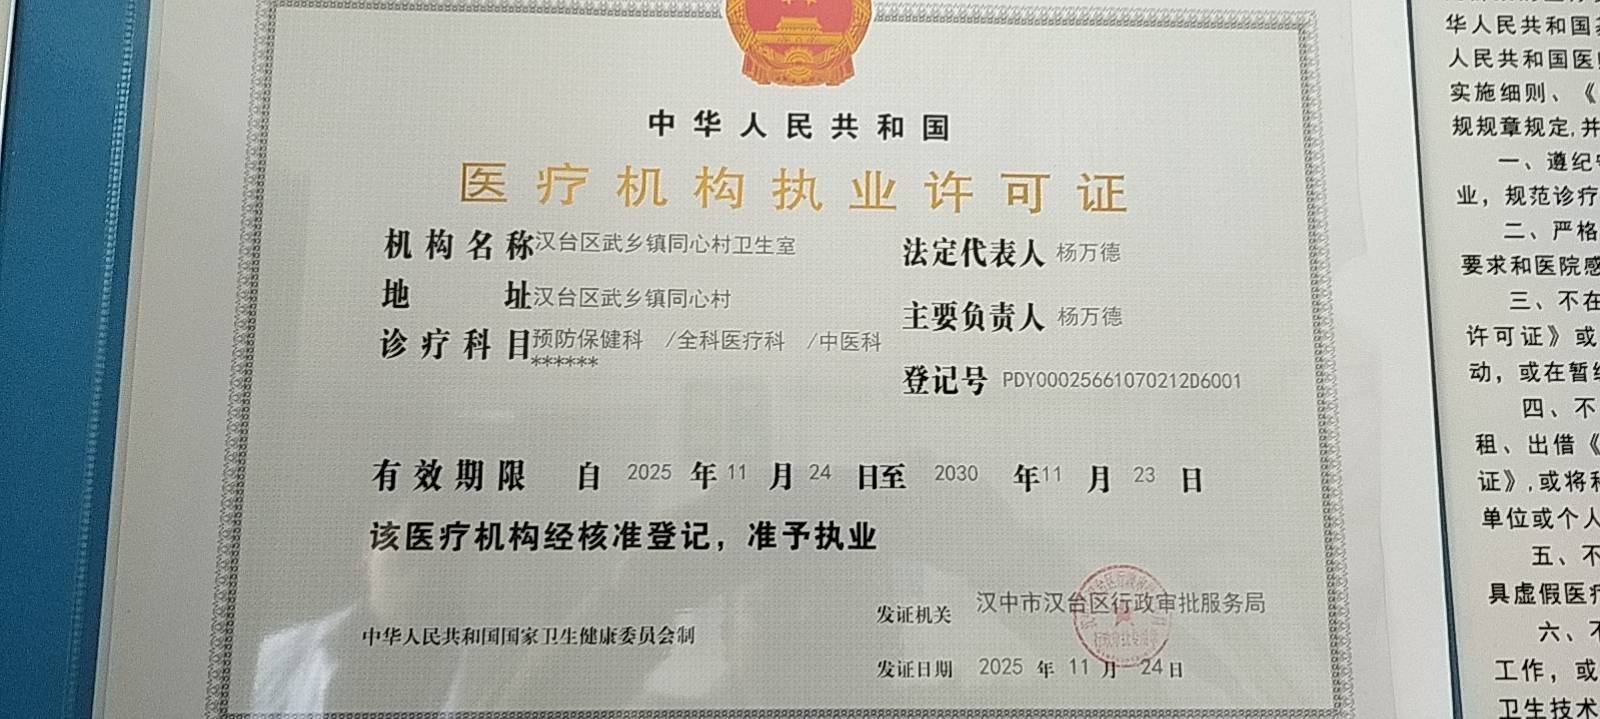 中华人民共和国
医疗机构执业许可证
机构名称 汉台区武乡镇同心村卫生室
地址 汉台区武乡镇同心村
诊疗科目 预防保健科 /全科医疗科 /中医科
******
法定代表人 杨万德
主要负责人 杨万德
登记号 PDY00025661070212D6001
有效期限 自 2025 年 11 月 24 日至 2030 年 11 月 23 日
该医疗机构经核准登记，准予执业
中华人民共和国国家卫生健康委员会制
发证机关 汉中市汉台区行政审批服务局
发证日期 2025 年 11 月 24 日
华人民共和国
人民共和国医
实施细则、《
规规章规定,并
一、遵纪
业，规范诊疗
二、严格
要求和医院感
三、不在
许可证》或
动，或在暂
四、不
租、出借《
证》,或将
单位或个人
五、不
具虚假医疗
六、不
工作，或
卫生技术